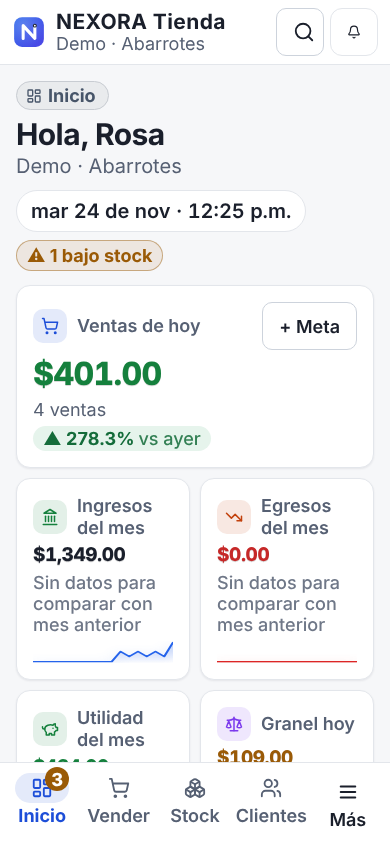 NEXORA Tienda
Demo · Abarrotes
Inicio
Hola, Rosa
Demo · Abarrotes
mar 24 de nov · 12:25 p.m.
1 bajo stock
Ventas de hoy
+ Meta
$401.00
4 ventas
▲ 278.3% vs ayer
Ingresos
del mes
$1,349.00
Sin datos para
comparar con
mes anterior
Egresos
del mes
$0.00
Sin datos para
comparar con
mes anterior
Utilidad
del mes
Granel hoy
$109.00
3
Inicio
Vender
Stock
Clientes
Más